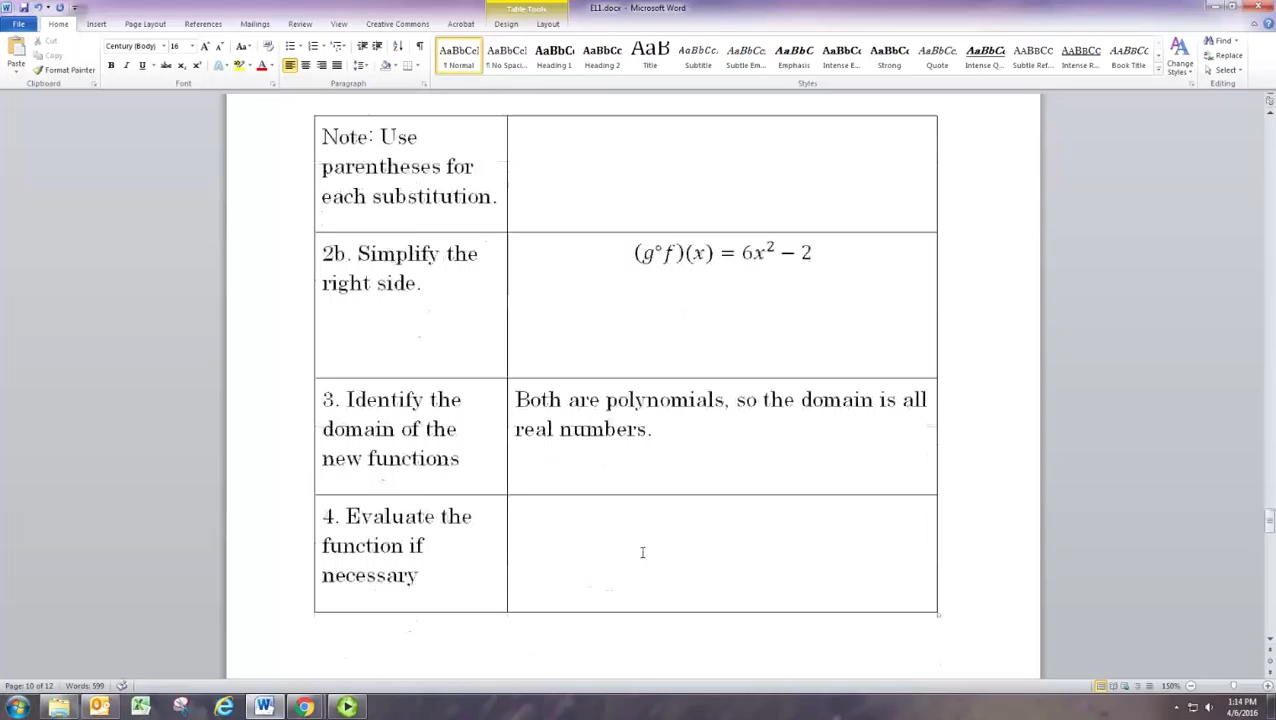 E11.docx - Microsoft Word
Table Tools
File Home Insert Page Layout References Mailings Review View Creative Commons Acrobat Design Layout
Paste
Cut
Copy
Format Painter
Clipboard
Century (Body) 16
Font
Paragraph
AaBbCcI ¶ Normal
AaBbCcI ¶ No Spaci...
AaBbC Heading 1
AaBbCc Heading 2
AaB Title
AaBbCc. Subtitle
AaBbCc. Subtle Em...
AaBbC Emphasis
AaBbCc Intense E...
AaBbCc Strong
AaBbCc. Quote
AaBbCc Intense Q...
AaBbCcI Subtle Ref...
AaBbCcI Intense R...
AaBbCc. Book Title
Change Styles
Styles
Find
Replace
Select
Editing
Note: Use
parentheses for
each substitution.
2b. Simplify the
right side.
(g°f)(x) = 6x² − 2
3. Identify the
domain of the
new functions
Both are polynomials, so the domain is all
real numbers.
4. Evaluate the
function if
necessary
Page: 10 of 12 Words: 599
150%
1:14 PM
4/6/2016